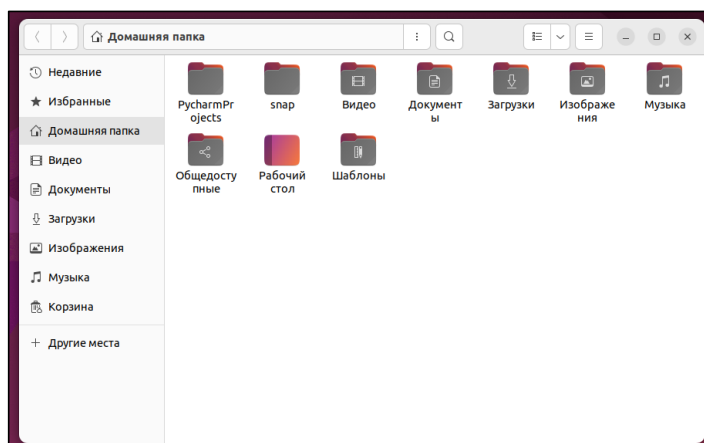 Домашняя папка
Недавние
Избранные
Домашняя папка
Видео
Документы
Загрузки
Изображения
Музыка
Корзина
Другие места
PycharmPr
ojects
snap
Видео
Документ
ы
Загрузки
Изображе
ния
Музыка
Общедосту
пные
Рабочий
стол
Шаблоны